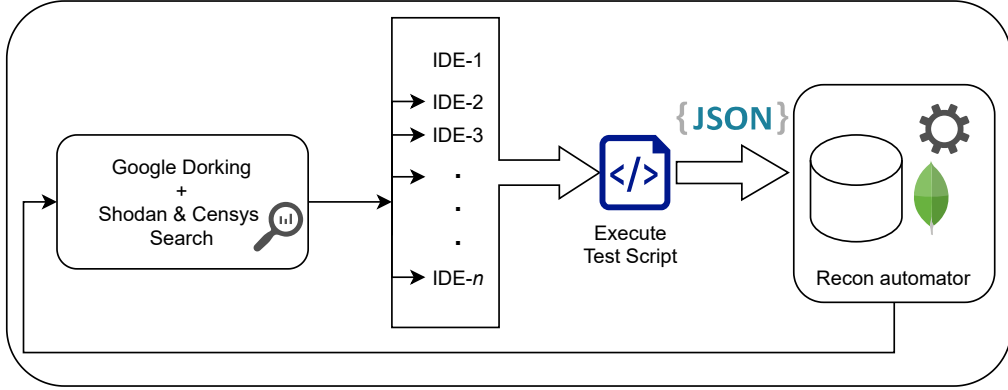 Google Dorking
+
Shodan & Censys
Search
IDE-1
IDE-2
IDE-3
.
.
.
IDE-n
</>
Execute
Test Script
{JSON}
Recon automator